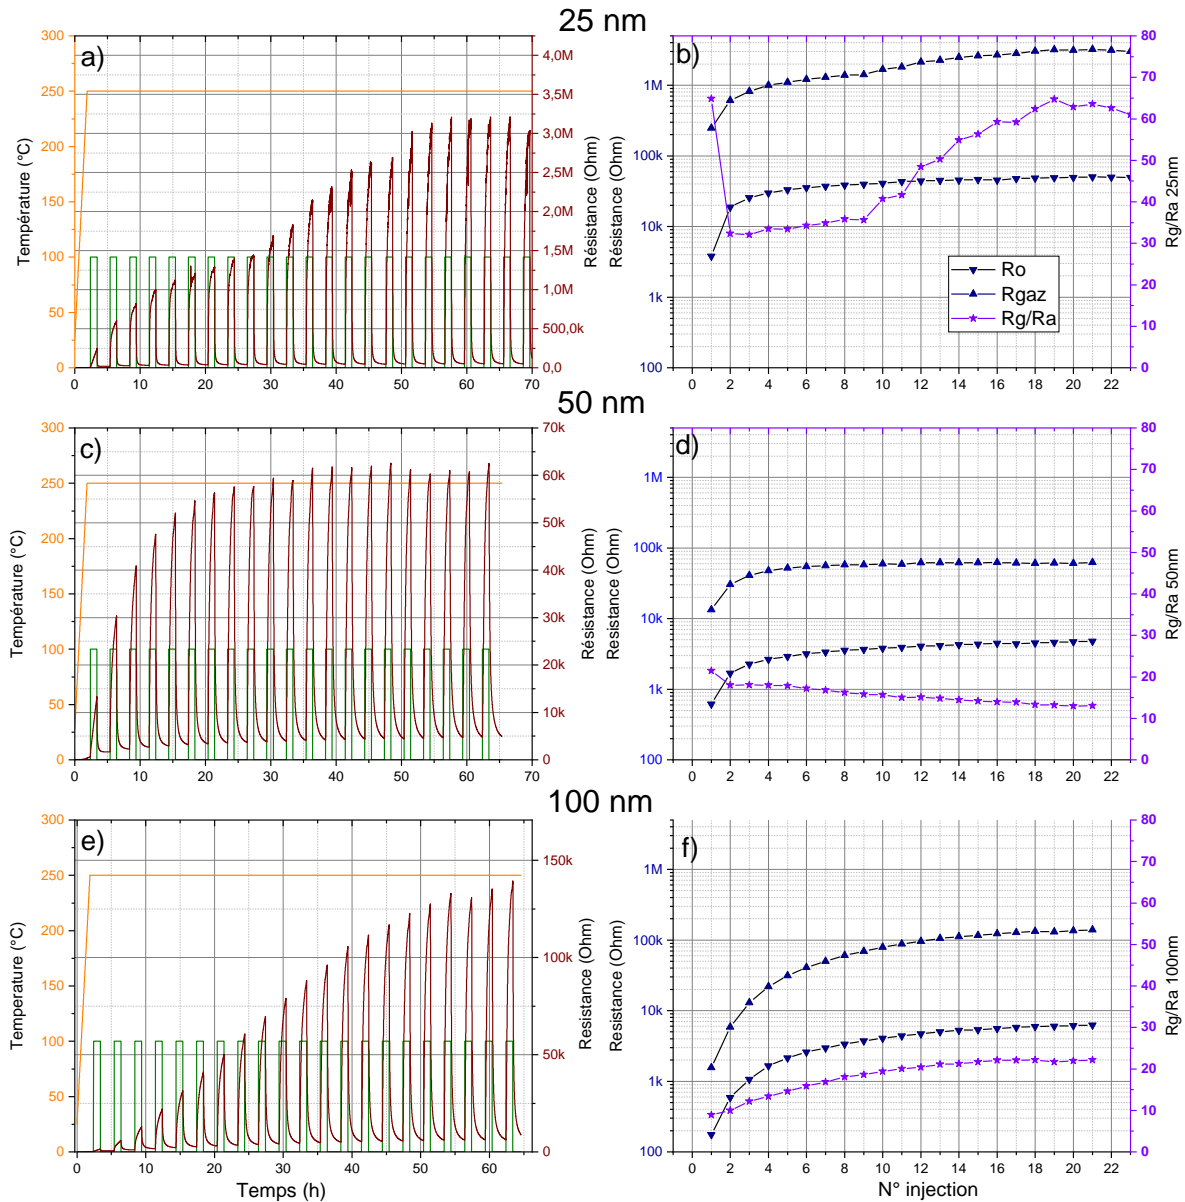 25 nm
a)
300
250
200
150
100
50
0
Température (°C)
3,5M
3,0M
2,5M
2,0M
1,5M
1,0M
500,0k
0,0
Résistance (Ohm)
0 10 20 30 40 50 60 70
b)
Résistance (Ohm)
1M
100k
10k
1k
100
80
70
60
50
40
30
20
10
0
Rg/Ra 25nm
Ro
Rgaz
Rg/Ra
0 2 4 6 8 10 12 14 16 18 20 22
50 nm
c)
300
250
200
150
100
50
0
Température (°C)
70k
60k
50k
40k
30k
20k
10k
0
Résistance (Ohm)
0 10 20 30 40 50 60 70
d)
Resistance (Ohm)
1M
100k
10k
1k
100
80
70
60
50
40
30
20
10
0
Rg/Ra 50nm
0 2 4 6 8 10 12 14 16 18 20 22
100 nm
e)
300
250
200
150
100
50
0
Temperature (°C)
150k
100k
50k
0
Resistance (Ohm)
0 10 20 30 40 50 60
Temps (h)
f)
Resistance (Ohm)
1M
100k
10k
1k
100
80
70
60
50
40
30
20
10
0
Rg/Ra 100nm
0 2 4 6 8 10 12 14 16 18 20 22
N° injection